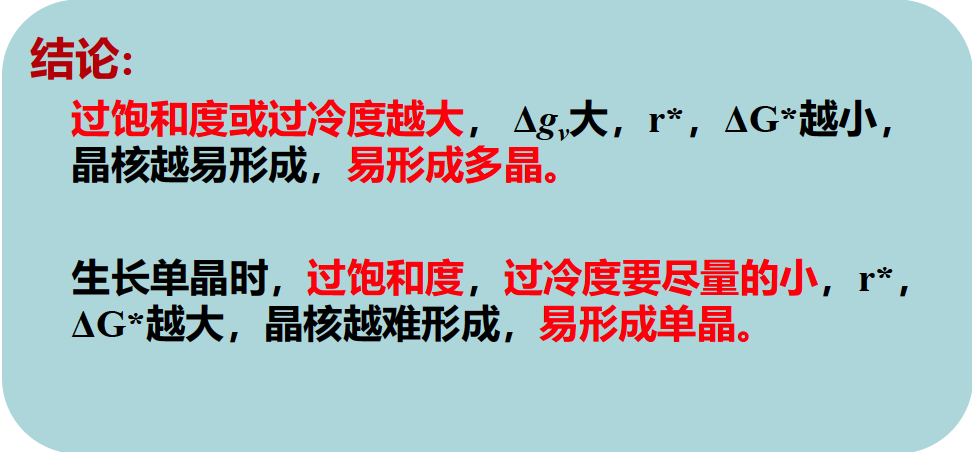 结论:
过饱和度或过冷度越大， Δgv大，r*，ΔG*越小，
晶核越易形成，易形成多晶。
生长单晶时，过饱和度，过冷度要尽量的小，r*，
ΔG*越大，晶核越难形成，易形成单晶。